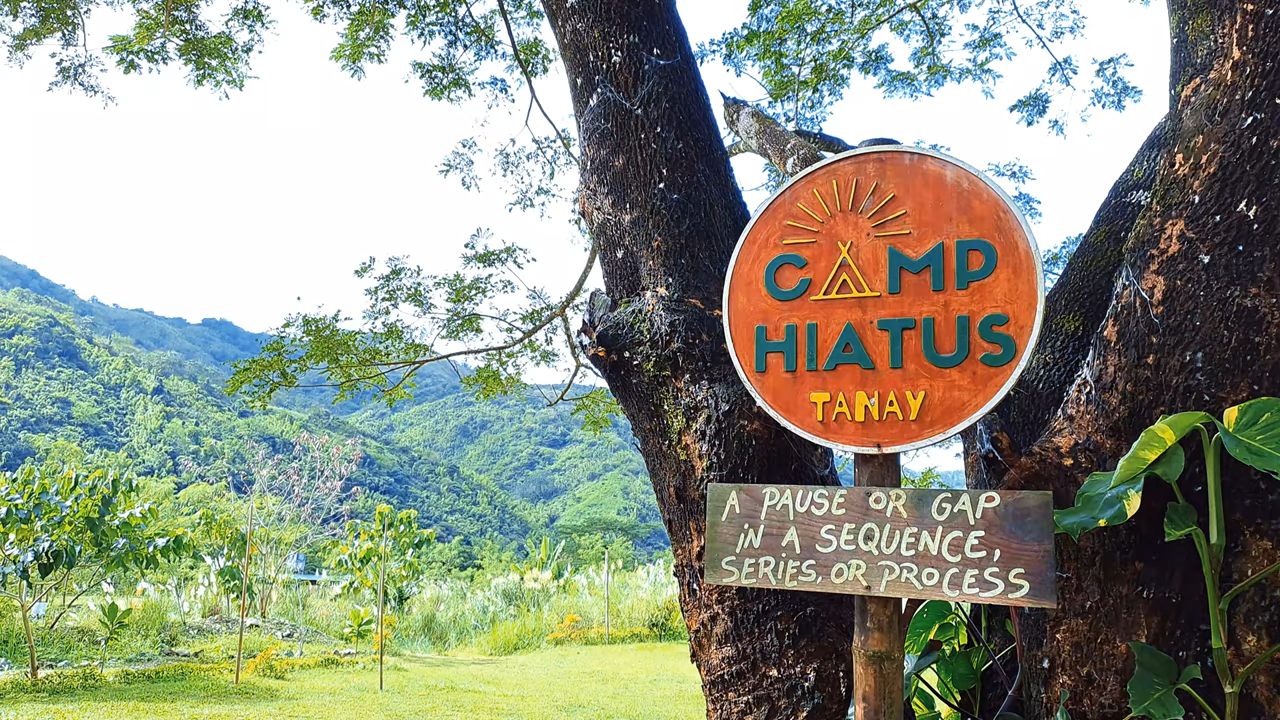 CAMP
HIATUS
TANAY
A PAUSE OR GAP
IN A SEQUENCE,
SERIES, OR PROCESS